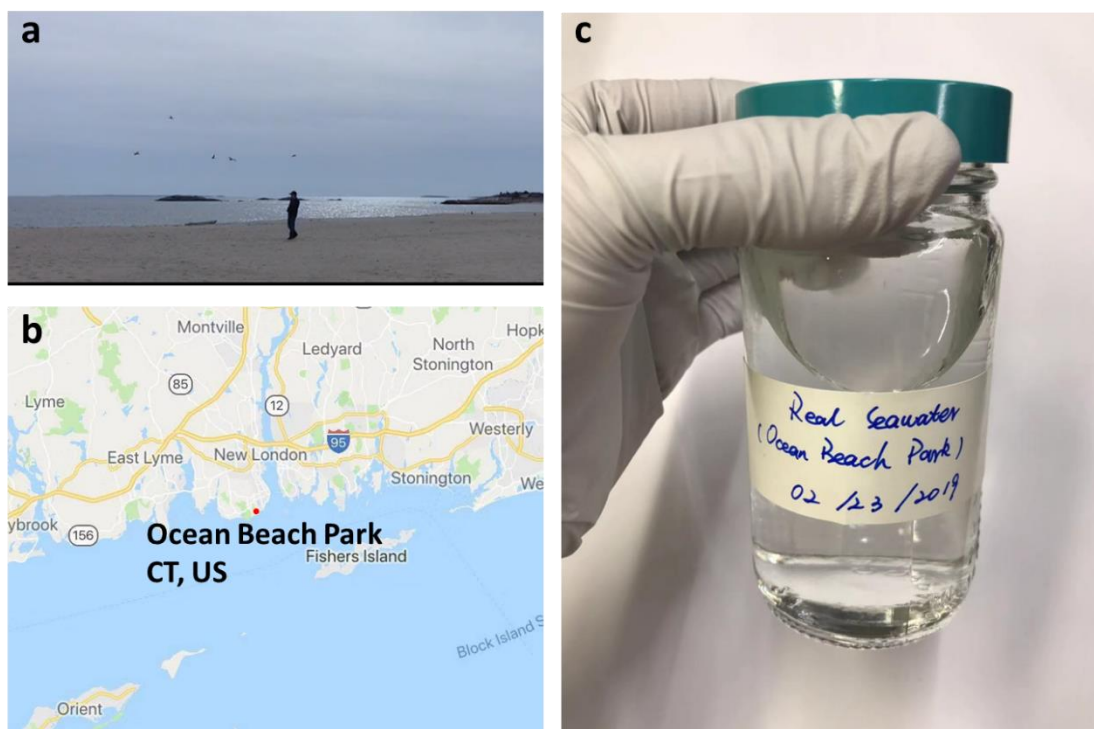 a
b
Montville
Hopk
North
Stonington
Ledyard
85
Lyme
12
Westerly
95
East Lyme
New London
Stonington
We
ybrook
156
Ocean Beach Park
CT, US
Fishers Island
Block Island S
Orient
c
Real Seawater
(Ocean Beach Park)
02/23/2019